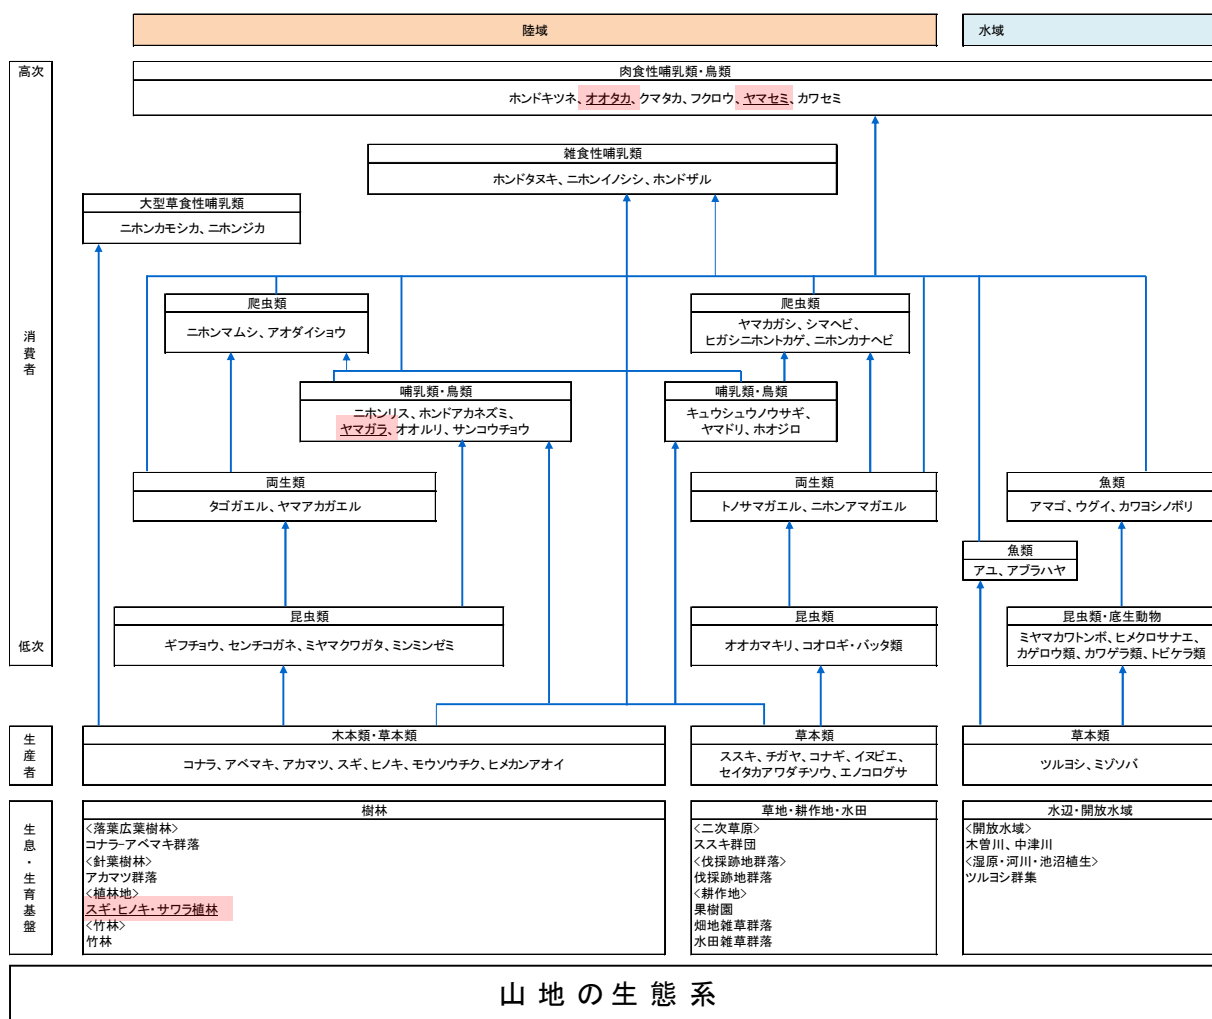 陸域
水域
高次
消費者
低次
生産者
生息・生育基盤
肉食性哺乳類・鳥類
ホンドキツネ、オオタカ、クマタカ、フクロウ、ヤマセミ、カワセミ
雑食性哺乳類
ホンドタヌキ、ニホンイノシシ、ホンドザル
大型草食性哺乳類
ニホンカモシカ、ニホンジカ
爬虫類
ニホンマムシ、アオダイショウ
爬虫類
ヤマカガシ、シマヘビ、
ヒガシニホントカゲ、ニホンカナヘビ
哺乳類・鳥類
ニホンリス、ホンドアカネズミ、
ヤマガラ、オオルリ、サンコウチョウ
哺乳類・鳥類
キュウシュウノウサギ、
ヤマドリ、ホオジロ
両生類
タゴガエル、ヤマアカガエル
両生類
トノサマガエル、ニホンアマガエル
魚類
アマゴ、ウグイ、カワヨシノボリ
魚類
アユ、アブラハヤ
昆虫類
ギフチョウ、センチコガネ、ミヤマクワガタ、ミンミンゼミ
昆虫類
オオカマキリ、コオロギ・バッタ類
昆虫類・底生動物
ミヤマカワトンボ、ヒメクロサナエ、
カゲロウ類、カワゲラ類、トビケラ類
木本類・草本類
コナラ、アベマキ、アカマツ、スギ、ヒノキ、モウソウチク、ヒメカンアオイ
草本類
ススキ、チガヤ、コナギ、イヌビエ、
セイタカアワダチソウ、エノコログサ
草本類
ツルヨシ、ミゾソバ
樹林
<落葉広葉樹林>
コナラ-アベマキ群落
<針葉樹林>
アカマツ群落
<植林地>
スギ・ヒノキ・サワラ植林
<竹林>
竹林
草地・耕作地・水田
<二次草原>
ススキ群団
<伐採跡地群落>
伐採跡地群落
<耕作地>
果樹園
畑地雑草群落
水田雑草群落
水辺・開放水域
<開放水域>
木曽川、中津川
<湿原・河川・池沼植生>
ツルヨシ群集
山地の生態系